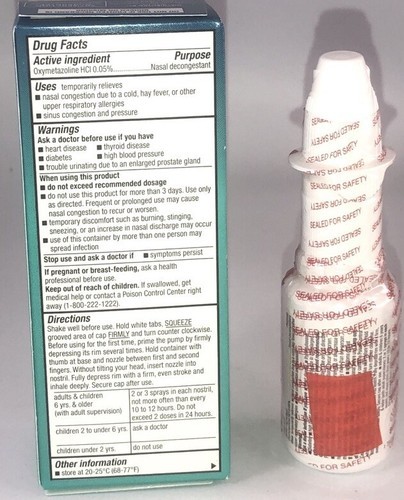 Drug Facts
Active ingredient Purpose
Oxymetazoline HCl 0.05%....................Nasal decongestant
Uses temporarily relieves
■ nasal congestion due to a cold, hay fever, or other
upper respiratory allergies
■ sinus congestion and pressure
Warnings
Ask a doctor before use if you have
■ heart disease ■ thyroid disease
■ diabetes ■ high blood pressure
■ trouble urinating due to an enlarged prostate gland
When using this product
■ do not exceed recommended dosage
■ do not use this product for more than 3 days. Use only
as directed. Frequent or prolonged use may cause
nasal congestion to recur or worsen.
■ temporary discomfort such as burning, stinging,
sneezing, or an increase in nasal discharge may occur
■ use of this container by more than one person may
spread infection
Stop use and ask a doctor if ■ symptoms persist
If pregnant or breast-feeding, ask a health
professional before use.
Keep out of reach of children. If swallowed, get
medical help or contact a Poison Control Center right
away (1-800-222-1222).
Directions
Shake well before use. Hold white tabs, SQUEEZE
grooved area of cap FIRMLY and turn counter clockwise.
Before using for the first time, prime the pump by firmly
depressing its rim several times. Hold container with
thumb at base and nozzle between first and second
fingers. Without tilting your head, insert nozzle into
nostril. Fully depress rim with a firm, even stroke and
inhale deeply. Secure cap after use.
adults & children
6 yrs. & older
(with adult supervision)
2 or 3 sprays in each nostril,
not more often than every
10 to 12 hours. Do not
exceed 2 doses in 24 hours.
children 2 to under 6 yrs. ask a doctor
children under 2 yrs. do not use
Other information
■ store at 20-25°C (68-77°F)
SEALED FOR SAFETY
SEALED FOR SAFETY
SEALED FOR SAFETY
SEALED FOR SAFETY
SEALED FOR SAFETY